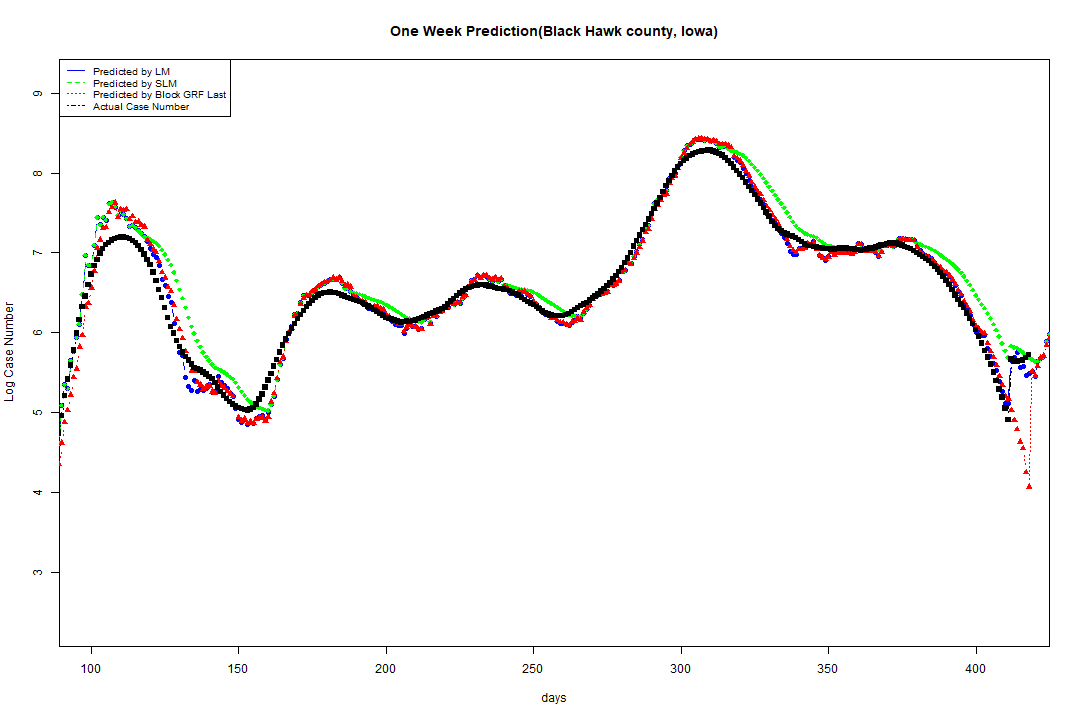 One Week Prediction(Black Hawk county, Iowa)
Predicted by LM
Predicted by SLM
Predicted by Block GRF Last
Actual Case Number
9
8
7
6
5
4
3
Log Case Number
100 150 200 250 300 350 400
days